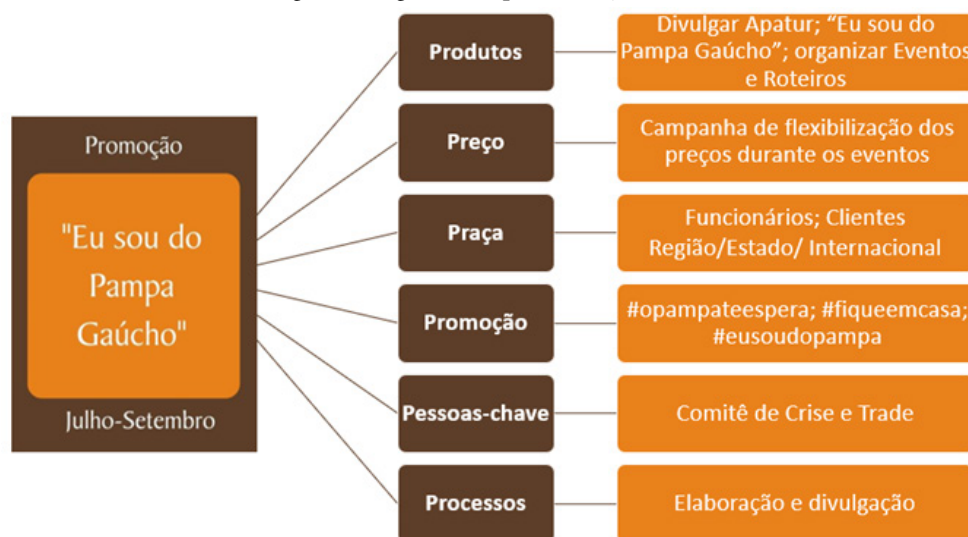 Promoção
"Eu sou do
Pampa
Gaúcho"
Julho-Setembro
Produtos
Divulgar Apatur; “Eu sou do
Pampa Gaúcho”; organizar Eventos
e Roteiros
Preço
Campanha de flexibilização dos
preços durante os eventos
Praça
Funcionários; Clientes
Região/Estado/ Internacional
Promoção
#opampateespera; #fiqueemcasa;
#eusoudopampa
Pessoas-chave
Comitê de Crise e Trade
Processos
Elaboração e divulgação